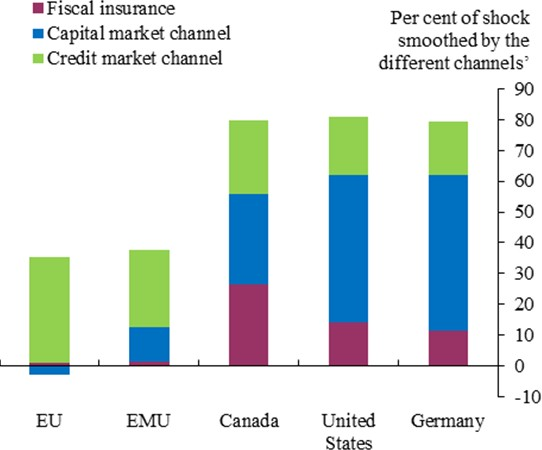 Fiscal insurance
Capital market channel
Credit market channel
Per cent of shock
smoothed by the
different channels’
90
80
70
60
50
40
30
20
10
0
-10
EU
EMU
Canada
United
States
Germany